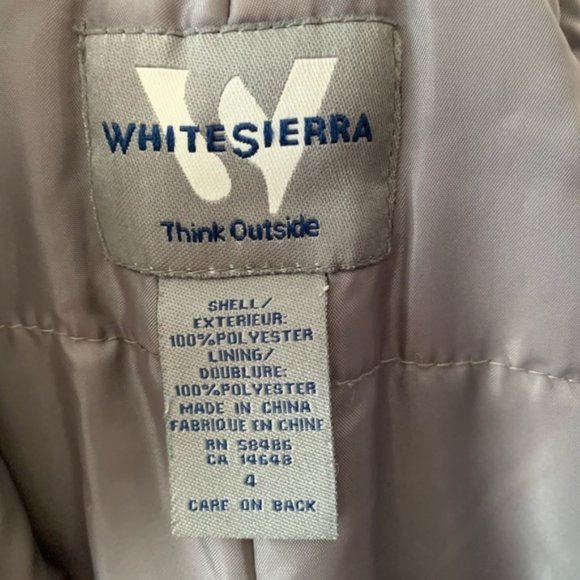 WHITESIERRA
Think Outside
SHELL/
EXTERIEUR:
100%POLYESTER
LINING/
DOUBLURE:
100%POLYESTER
MADE IN CHINA
FABRIQUE EN CHINE
RN 58486
CA 14648
4
CARE ON BACK